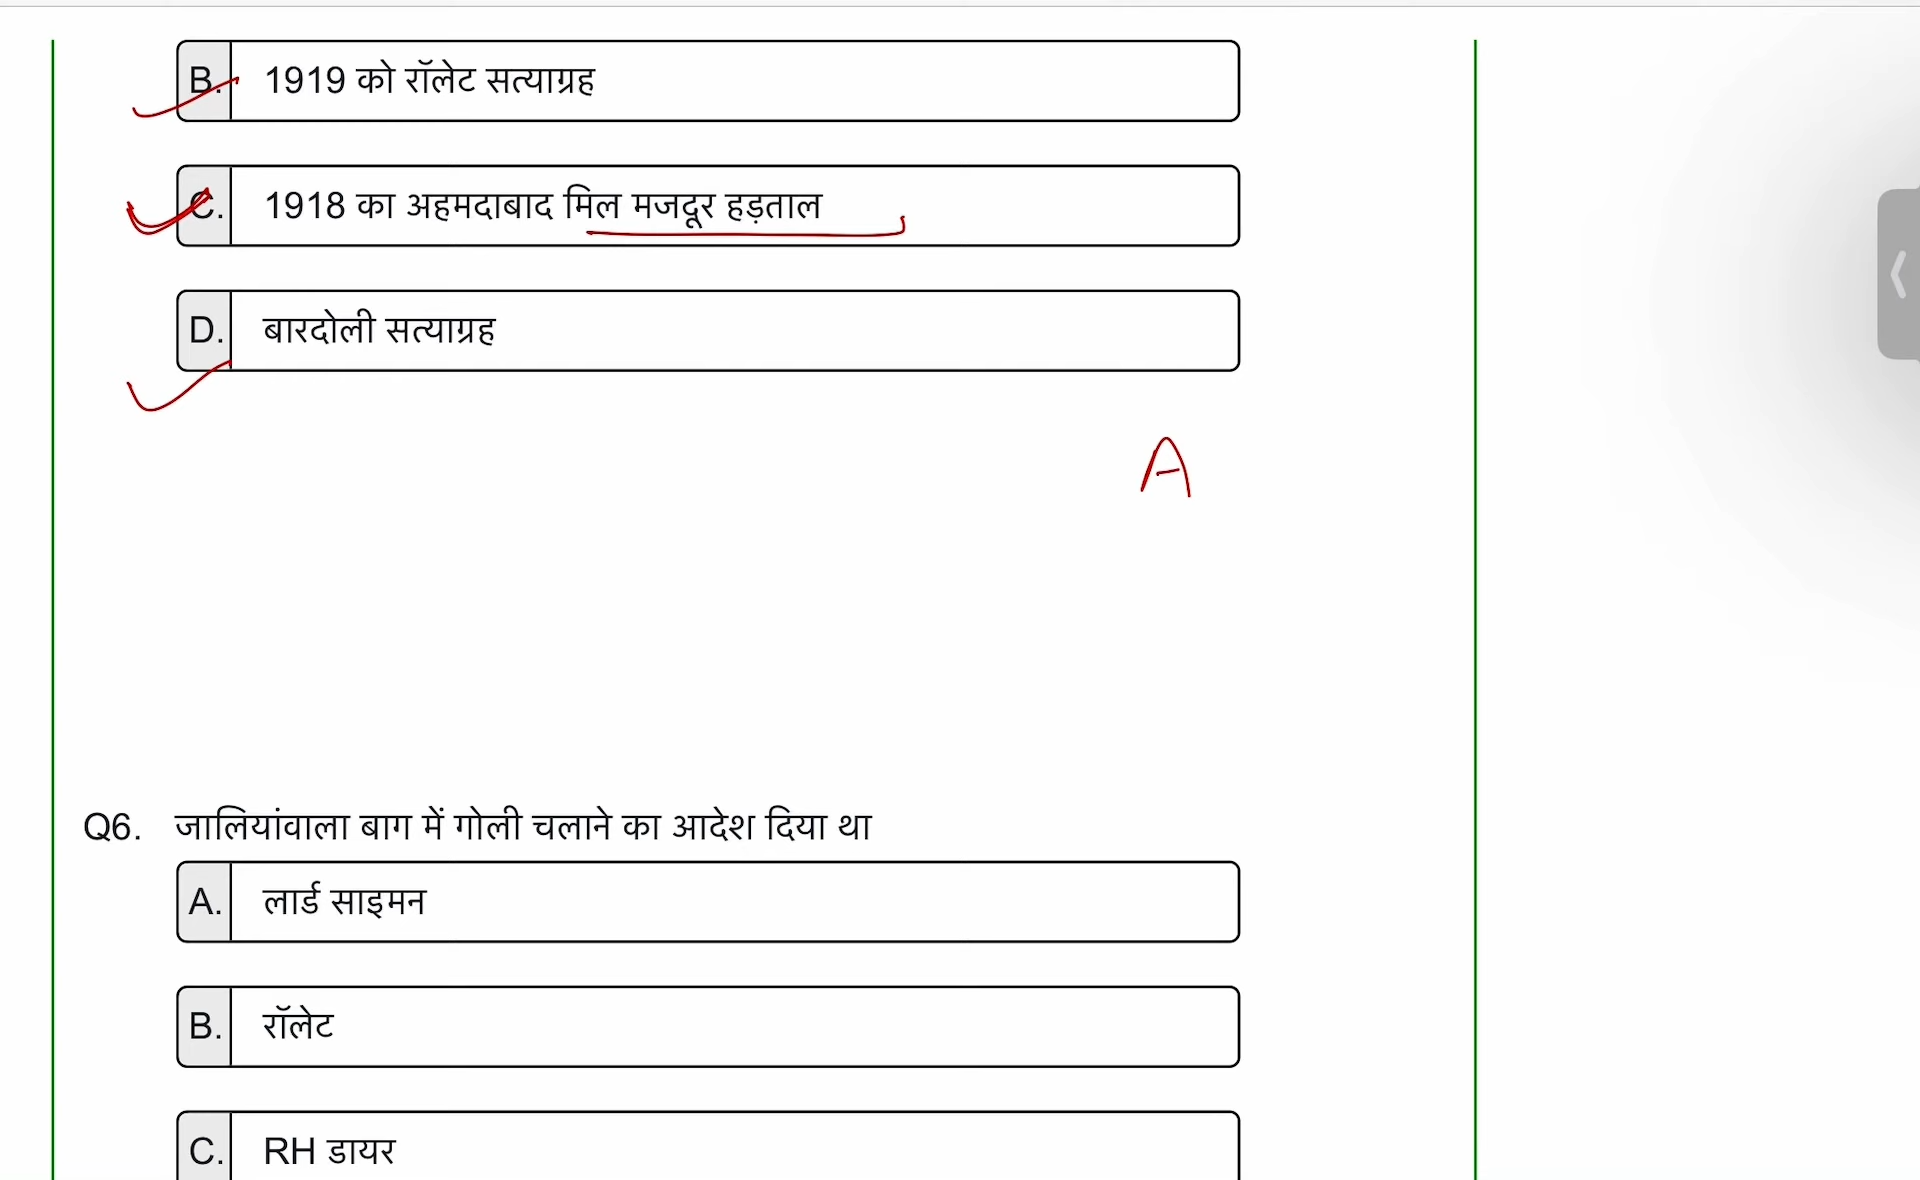 B. 1919 को रॉलेट सत्याग्रह
C. 1918 का अहमदाबाद मिल मजदूर हड़ताल
D. बारदोली सत्याग्रह
A
Q6. जालियांवाला बाग में गोली चलाने का आदेश दिया था
A. लार्ड साइमन
B. रॉलेट
C. RH डायर